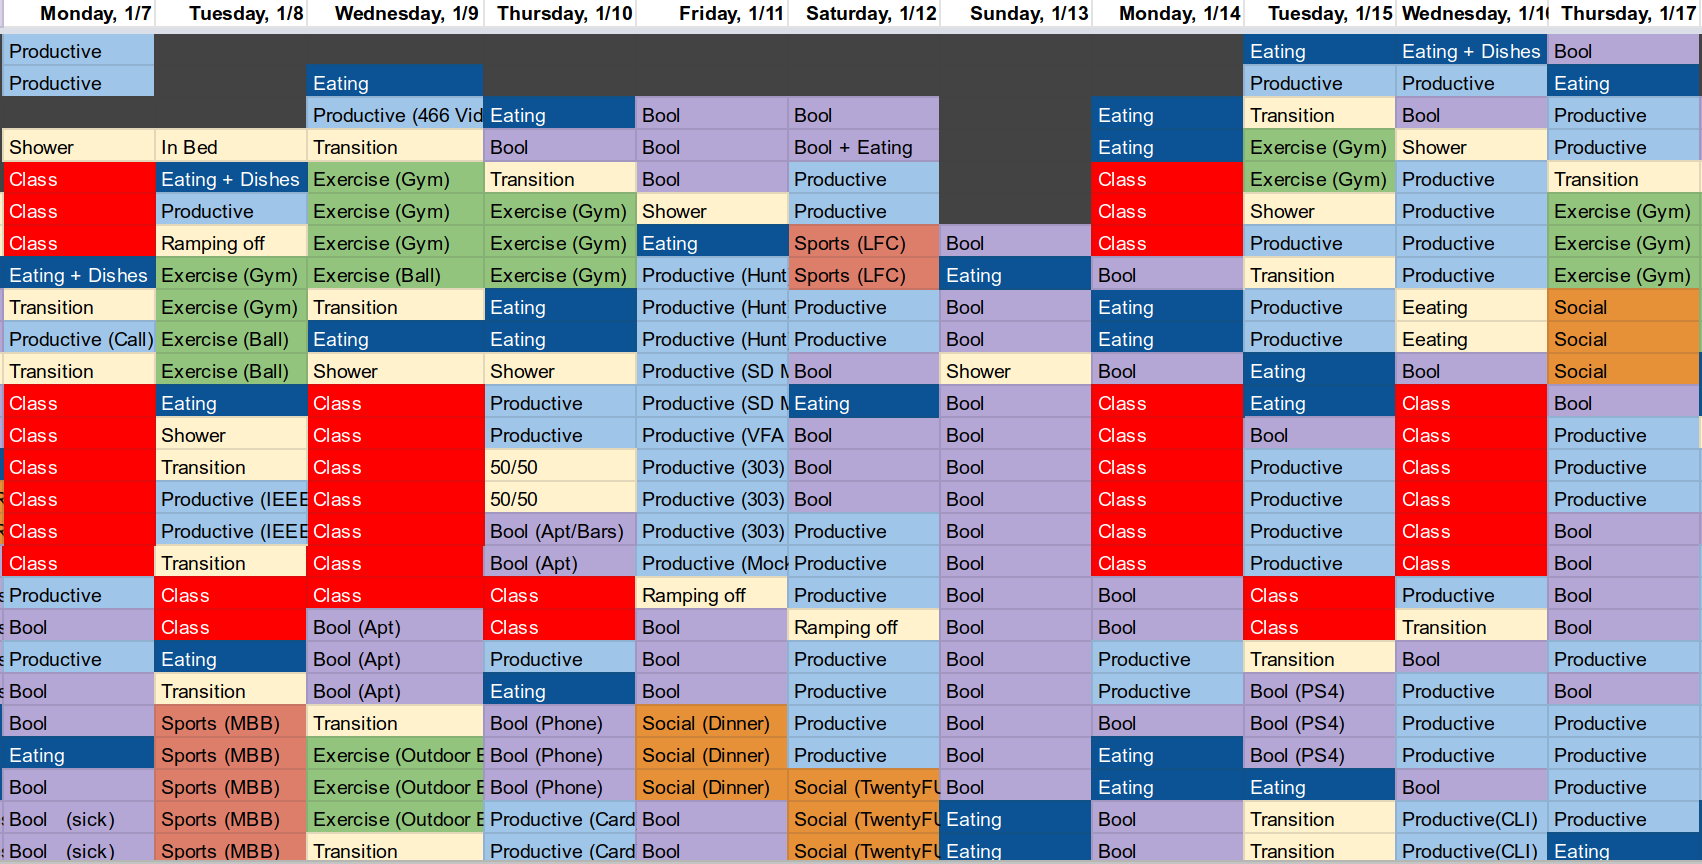 Monday, 1/7 Tuesday, 1/8 Wednesday, 1/9 Thursday, 1/10 Friday, 1/11 Saturday, 1/12 Sunday, 1/13 Monday, 1/14 Tuesday, 1/15 Wednesday, 1/16 Thursday, 1/17
Productive Eating Eating + Dishes Bool
Productive Eating Productive Productive Eating
Productive (466 Vid Eating Bool Bool Eating Transition Bool Productive
Shower In Bed Transition Bool Bool Bool + Eating Eating Exercise (Gym) Shower Productive
Class Eating + Dishes Exercise (Gym) Transition Bool Productive Class Exercise (Gym) Productive Transition
Class Productive Exercise (Gym) Exercise (Gym) Shower Productive Class Shower Productive Exercise (Gym)
Class Ramping off Exercise (Gym) Exercise (Gym) Eating Sports (LFC) Bool Class Productive Productive Exercise (Gym)
Eating + Dishes Exercise (Gym) Exercise (Ball) Exercise (Gym) Productive (Hunt Sports (LFC) Eating Bool Transition Productive Exercise (Gym)
Transition Exercise (Gym) Transition Eating Productive (Hunt Productive Bool Eating Productive Eeating Social
Productive (Call) Exercise (Ball) Eating Eating Productive (Hunt Productive Bool Eating Productive Eeating Social
Transition Exercise (Ball) Shower Shower Productive (SD M Bool Shower Bool Eating Bool Social
Class Eating Class Productive Productive (SD M Eating Bool Class Eating Class Bool
Class Shower Class Productive Productive (VFA Bool Bool Class Bool Class Productive
Class Transition Class 50/50 Productive (303) Bool Bool Class Productive Class Productive
Class Productive (IEEE Class 50/50 Productive (303) Bool Bool Class Productive Class Productive
Class Productive (IEEE Class Bool (Apt/Bars) Productive (303) Productive Bool Class Productive Class Bool
Class Transition Class Bool (Apt) Productive (Mock Productive Bool Class Productive Class Bool
Productive Class Class Class Ramping off Productive Bool Bool Class Productive Bool
Bool Class Bool (Apt) Class Bool Ramping off Bool Bool Class Transition Bool
Productive Eating Bool (Apt) Productive Bool Productive Bool Productive Transition Bool Productive
Bool Transition Bool (Apt) Eating Bool Productive Bool Productive Bool (PS4) Productive Bool
Bool Sports (MBB) Transition Bool (Phone) Social (Dinner) Productive Bool Bool Bool (PS4) Productive Productive
Eating Sports (MBB) Exercise (Outdoor B Bool (Phone) Social (Dinner) Productive Bool Eating Bool (PS4) Productive Productive
Bool Sports (MBB) Exercise (Outdoor B Bool (Phone) Social (Dinner) Social (TwentyFU Bool Eating Eating Bool Productive
Bool (sick) Sports (MBB) Exercise (Outdoor B Productive (Card Bool Social (TwentyFU Eating Bool Transition Productive(CLI) Productive
Bool (sick) Sports (MBB) Transition Productive (Card Bool Social (TwentyFU Eating Bool Transition Productive(CLI) Eating